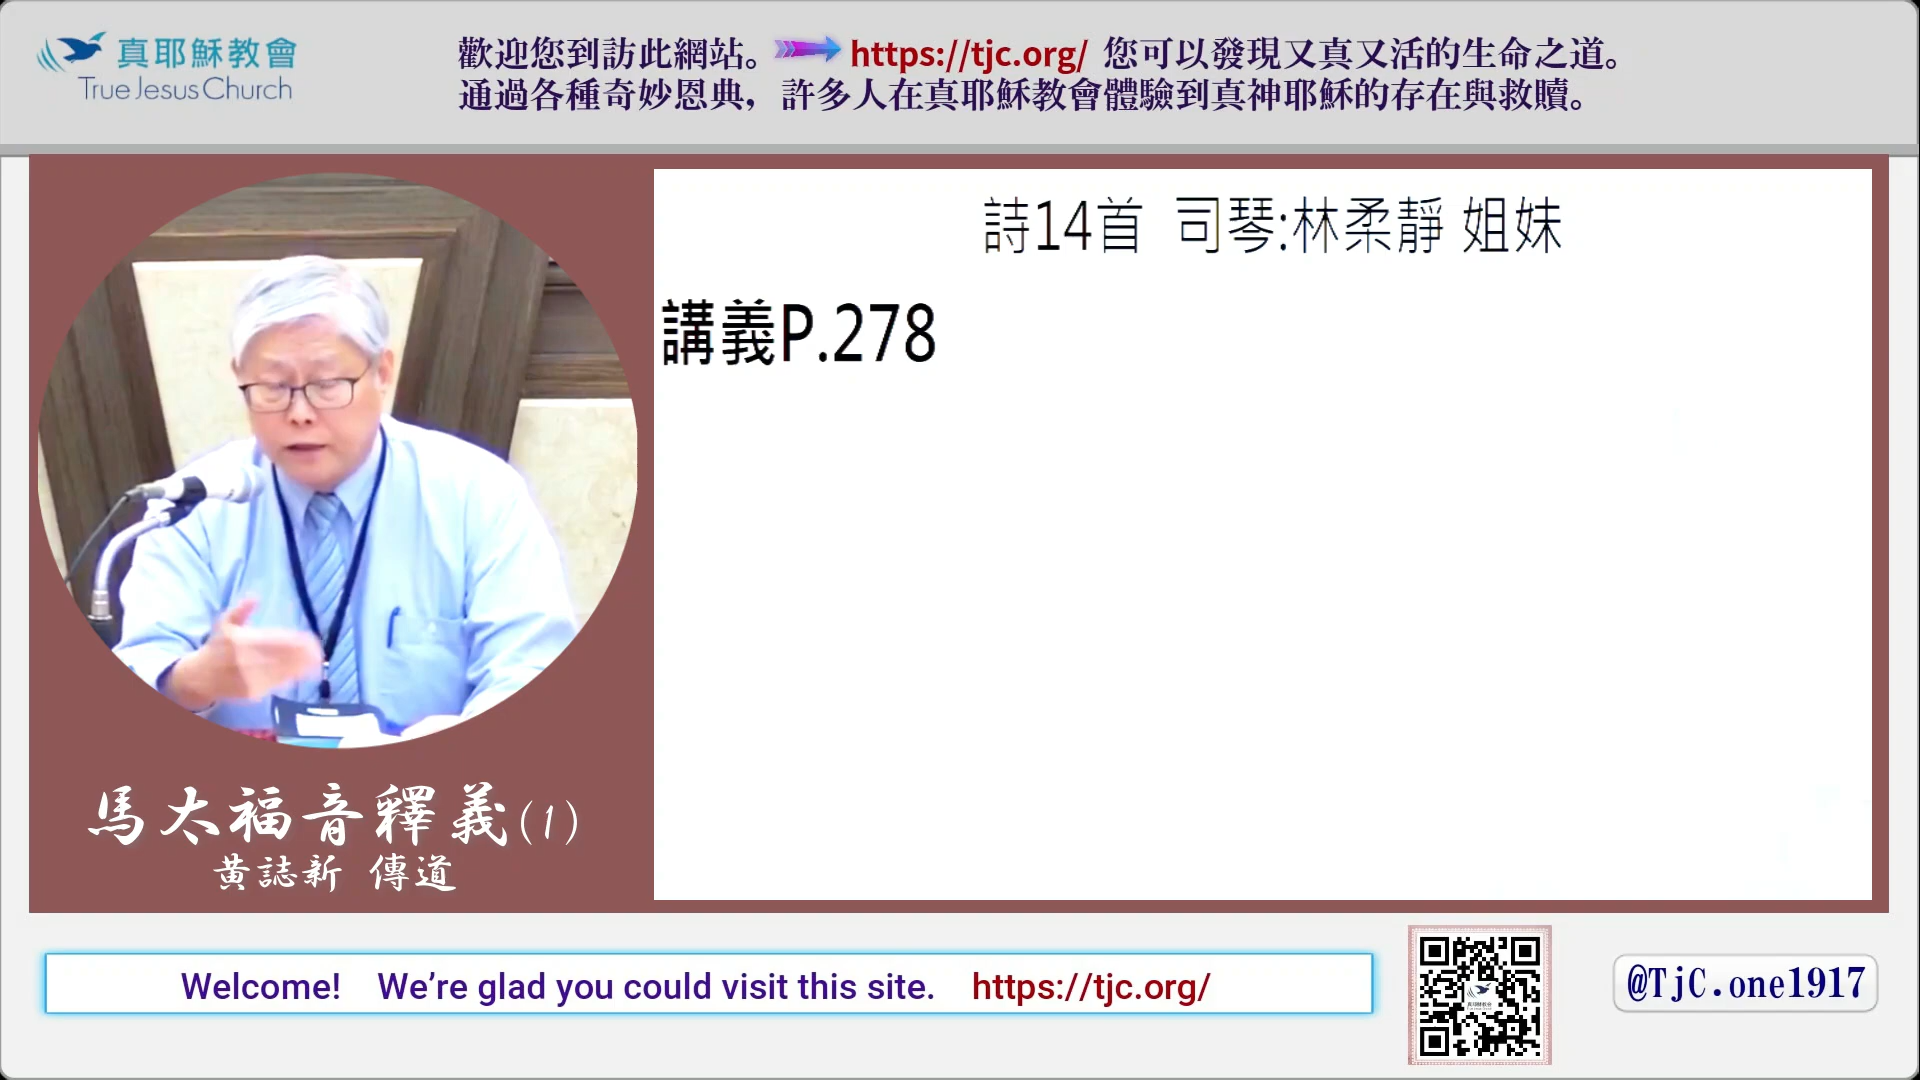 真耶穌教會
True Jesus Church
歡迎您到訪此網站。 https://tjc.org/ 您可以發現又真又活的生命之道。
通過各種奇妙恩典，許多人在真耶穌教會體驗到真神耶穌的存在與救贖。
詩14首 司琴:林柔靜 姐妹
講義P.278
馬太福音釋義(1)
黃誌新 傳道
Welcome! We’re glad you could visit this site. https://tjc.org/
@TjC.one1917